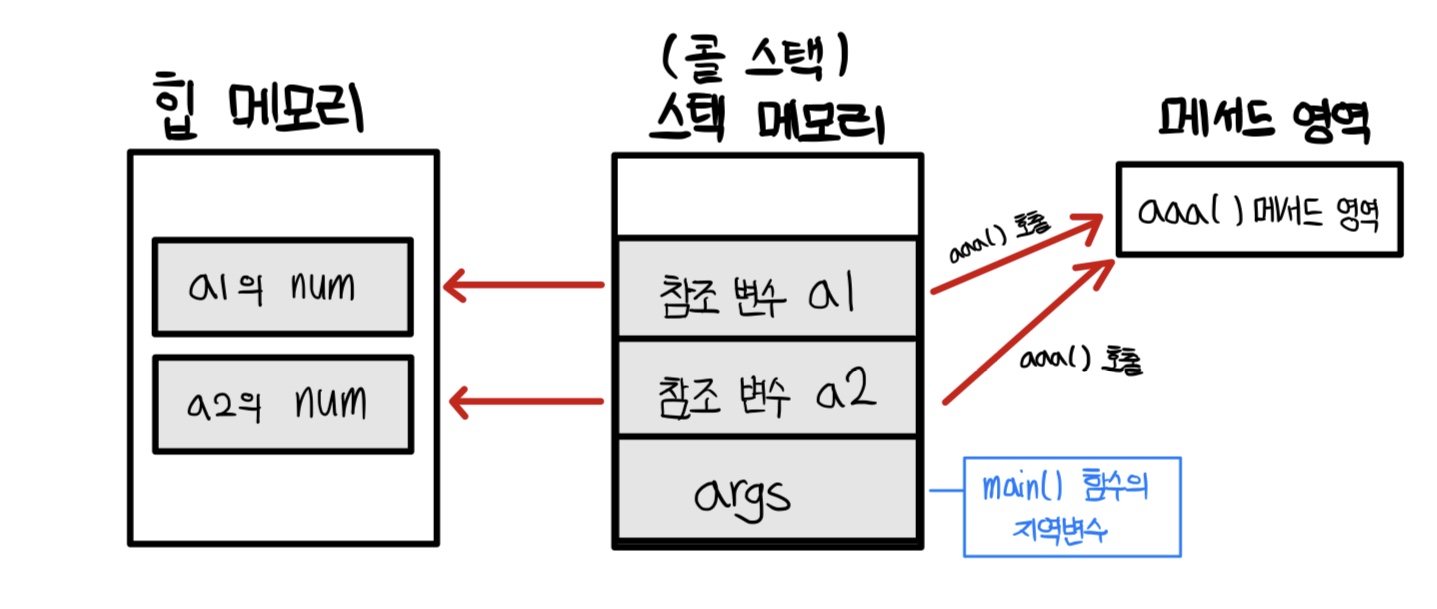 힙 메모리
(콜 스택)
스택 메모리
메서드 영역
a1의 num
a2의 num
참조 변수 a1
참조 변수 a2
args
aaa() 호출
aaa() 호출
aaa() 메서드 영역
main() 함수의
지역변수